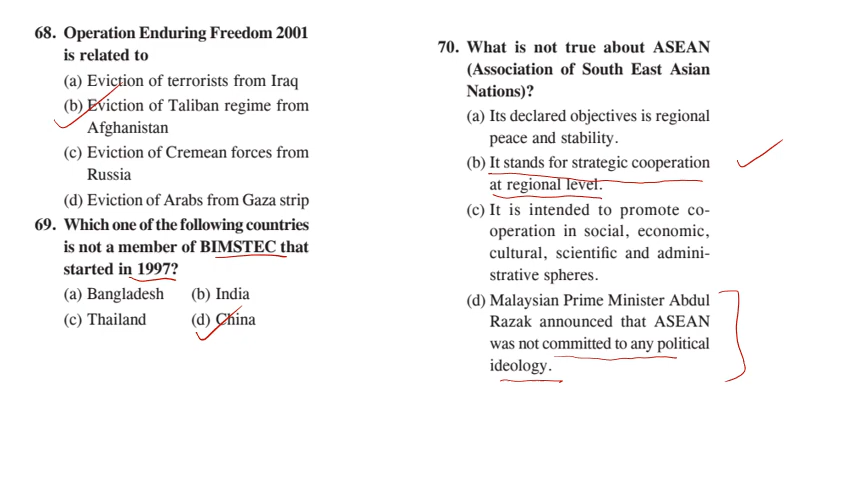 68. Operation Enduring Freedom 2001
is related to
(a) Eviction of terrorists from Iraq
(b) Eviction of Taliban regime from
Afghanistan
(c) Eviction of Cremean forces from
Russia
(d) Eviction of Arabs from Gaza strip
69. Which one of the following countries
is not a member of BIMSTEC that
started in 1997?
(a) Bangladesh (b) India
(c) Thailand (d) China
70. What is not true about ASEAN
(Association of South East Asian
Nations)?
(a) Its declared objectives is regional
peace and stability.
(b) It stands for strategic cooperation
at regional level.
(c) It is intended to promote co-
operation in social, economic,
cultural, scientific and admini-
strative spheres.
(d) Malaysian Prime Minister Abdul
Razak announced that ASEAN
was not committed to any political
ideology.